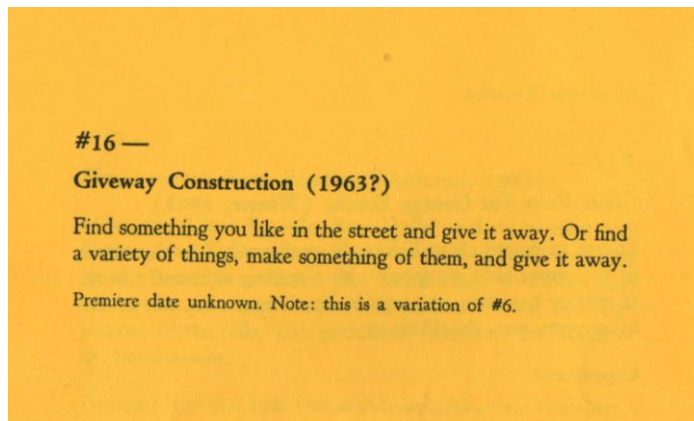 #16 —
Giveway Construction (1963?)
Find something you like in the street and give it away. Or find
a variety of things, make something of them, and give it away.
Premiere date unknown. Note: this is a variation of #6.